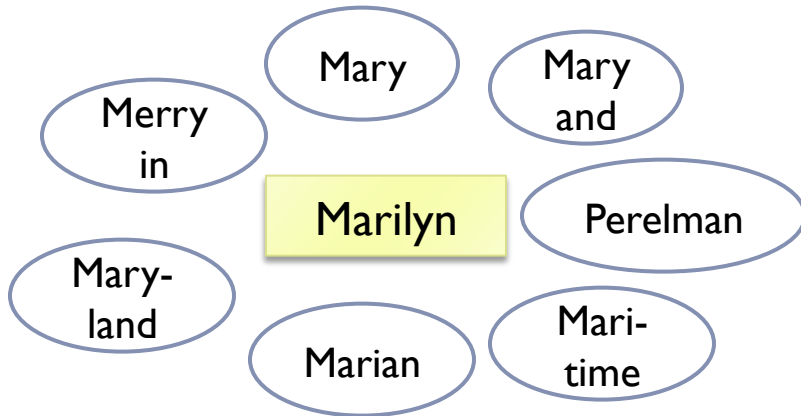 Mary
Mary
and
Merry
in
Marilyn
Perelman
Mary-
land
Marian
Mari-
time